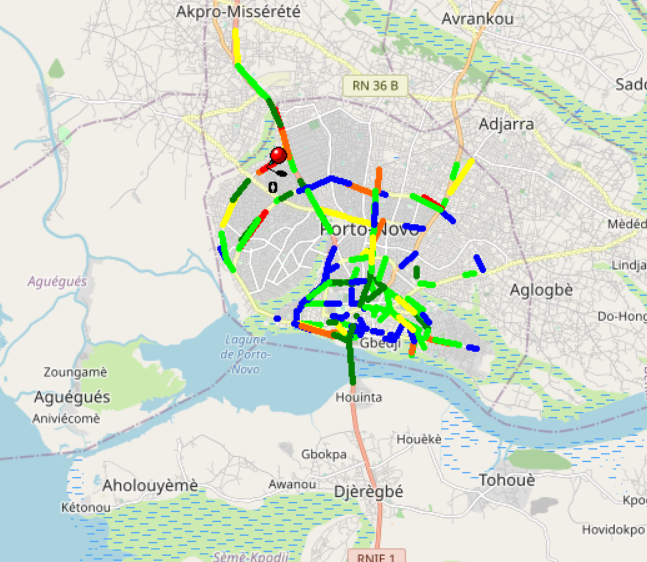 Akpro-Missérété
Avrankou
Sado
RN 36 B
Adjarra
0
Porto-Novo
Mèdéd
Lindja
Aguégués
Aglogbè
Do-Hong
Lagune
de Porto-
Novo
Gbèdji
Zoungamè
Aguégués
Aniviécomè
Houinta
Houèkè
Gbokpa
Aholouyèmè
Awanou
Djèrègbé
Tohouè
Kétonou
Kpo
Hovidokpo
Sèmè-Kpodji
RNIE 1